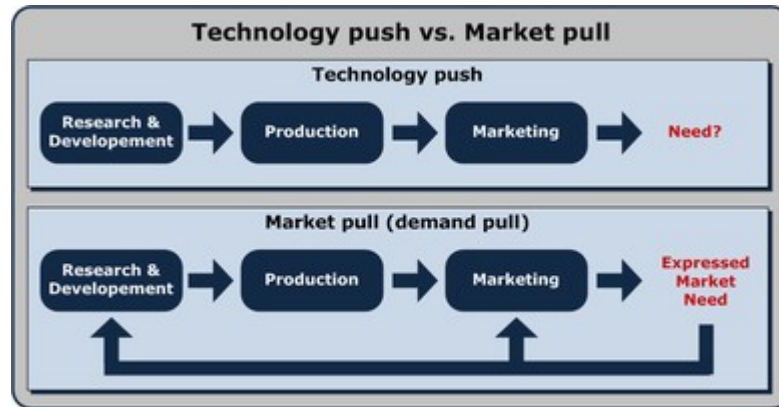 Technology push vs. Market pull
Technology push
Research &
Developement
Production
Marketing
Need?
Market pull (demand pull)
Research &
Developement
Production
Marketing
Expressed
Market
Need